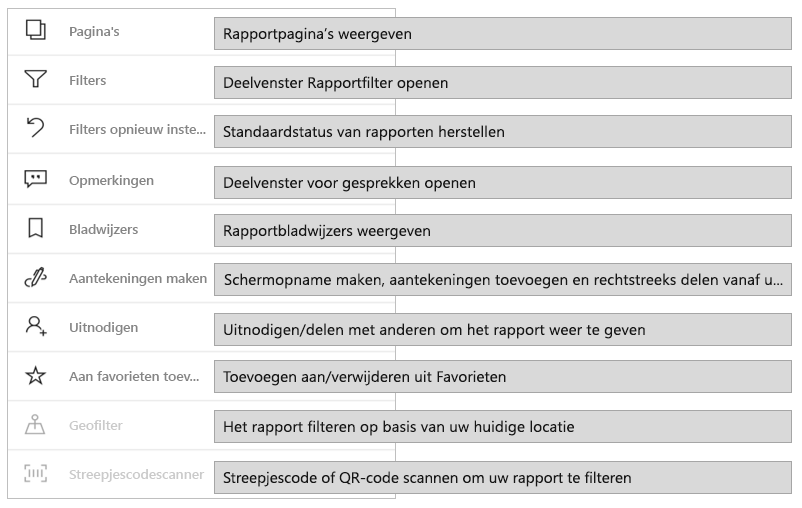 Pagina's
Rapportpagina's weergeven
Filters
Deelvenster Rapportfilter openen
Filters opnieuw inste...
Standaardstatus van rapporten herstellen
Opmerkingen
Deelvenster voor gesprekken openen
Bladwijzers
Rapportbladwijzers weergeven
Aantekeningen maken
Schermopname maken, aantekeningen toevoegen en rechtstreeks delen vanaf u...
Uitnodigen
Uitnodigen/delen met anderen om het rapport weer te geven
Aan favorieten toev...
Toevoegen aan/verwijderen uit Favorieten
Geofilter
Het rapport filteren op basis van uw huidige locatie
Streepjescodescanner
Streepjescode of QR-code scannen om uw rapport te filteren